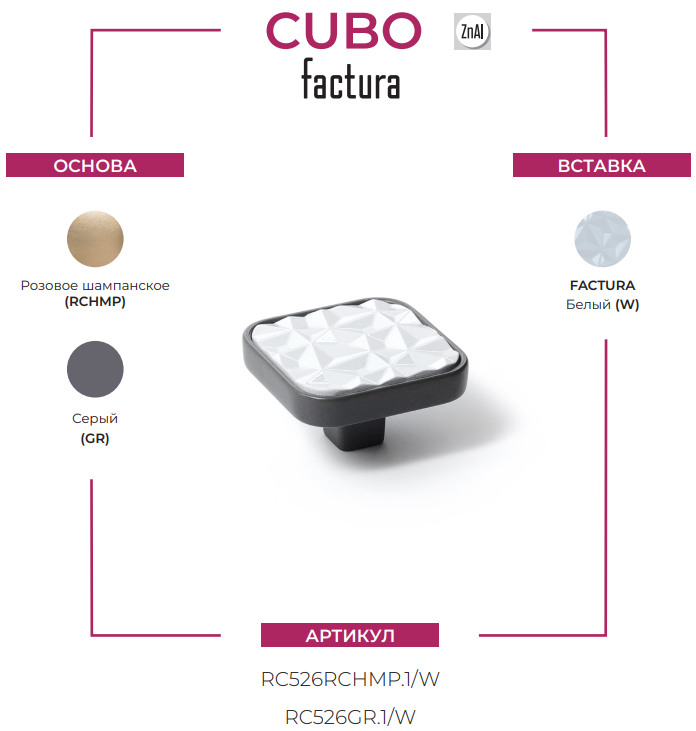 CUBO
ZnAl
factura
ОСНОВА
ВСТАВКА
Розовое шампанское
(RCHMP)
FACTURA
Белый (W)
Серый
(GR)
АРТИКУЛ
RC526RCHMP.1/W
RC526GR.1/W